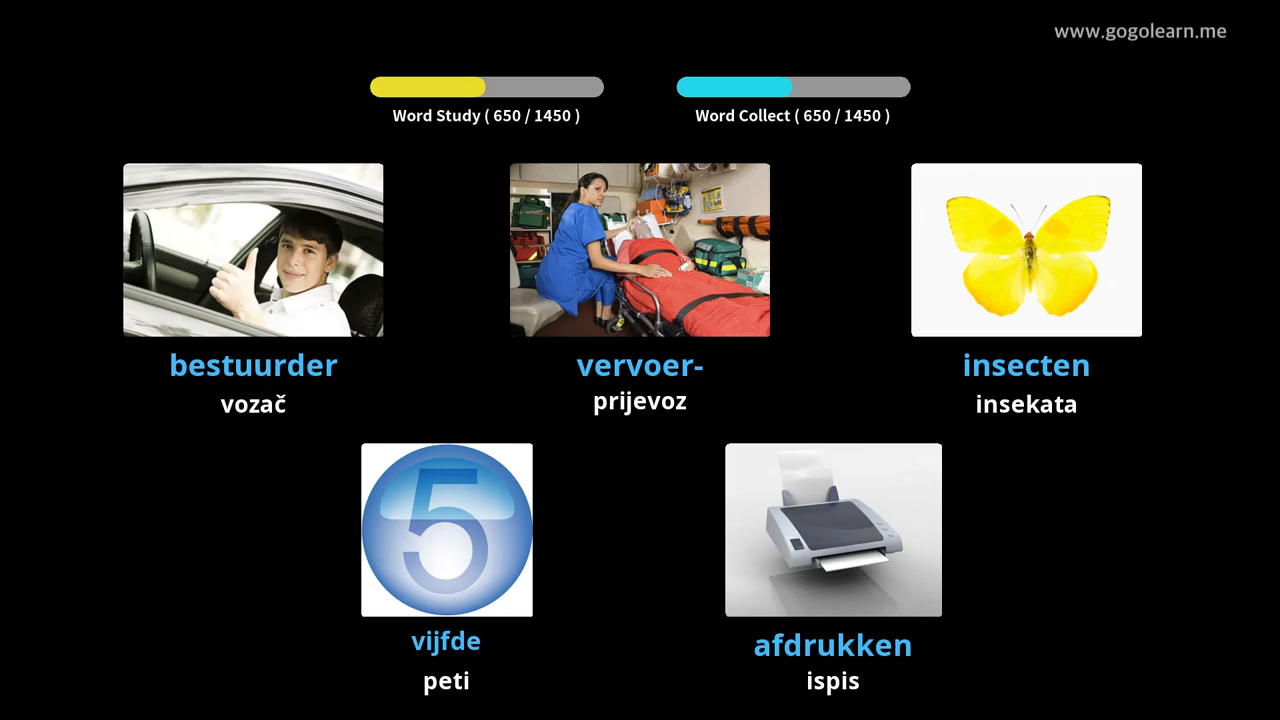 www.gogolearn.me
Word Study ( 650 / 1450 )
Word Collect ( 650 / 1450 )
bestuurder
vozač
vervoer-
prijevoz
insecten
insekata
5
vijfde
peti
afdrukken
ispis